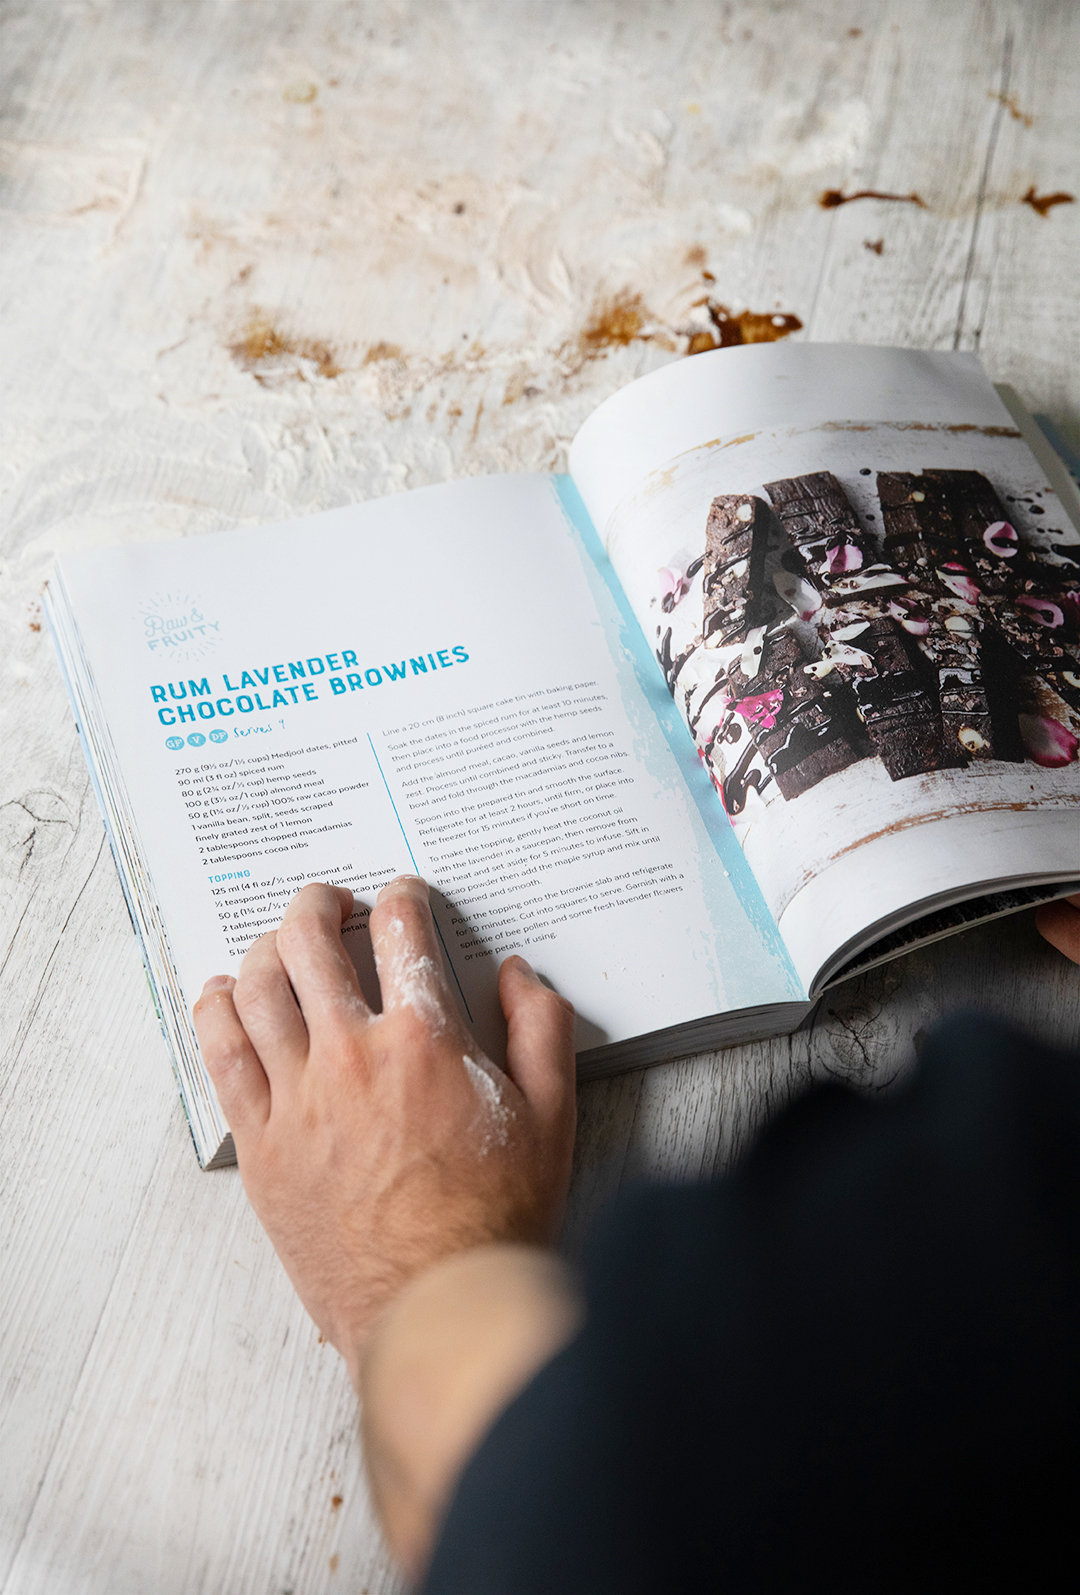 Raw &
FRUITY
RUM LAVENDER
CHOCOLATE BROWNIES
GF V DF Serves 9
270 g (9½ oz/1½ cups) Medjool dates, pitted
90 ml (3 fl oz) spiced rum
80 g (2¾ oz/½ cup) hemp seeds
100 g (3½ oz/1 cup) almond meal
50 g (1¾ oz/½ cup) 100% raw cacao powder
1 vanilla bean, split, seeds scraped
finely grated zest of 1 lemon
2 tablespoons chopped macadamias
2 tablespoons cocoa nibs
TOPPING
125 ml (4 fl oz/½ cup) coconut oil
½ teaspoon finely lavender leaves
50 g (1¾ oz/½ cacao
2 tablespoons
1
5
petals
Line a 20 cm (8 inch) square cake tin with baking paper.
Soak the dates in the spiced rum for at least 10 minutes,
then place into a food processor with the hemp seeds
and process until puréed and combined.
Add the almond meal, cacao, vanilla seeds and lemon
zest. Process until combined and sticky. Transfer to a
bowl and fold through the macadamias and cocoa nibs.
Spoon into the prepared tin and smooth the surface.
Refrigerate for at least 2 hours, until firm, or place into
the freezer for 15 minutes if you're short on time.
To make the topping, gently heat the coconut oil
with the lavender in a saucepan, then remove from
the heat and set aside for 5 minutes to infuse. Sift in
cacao powder then add the maple syrup and mix until
combined and smooth.
Pour the topping onto the brownie slab and refrigerate
for 10 minutes. Cut into squares to serve. Garnish with a
sprinkle of bee pollen and some fresh lavender flowers
or rose petals, if using.